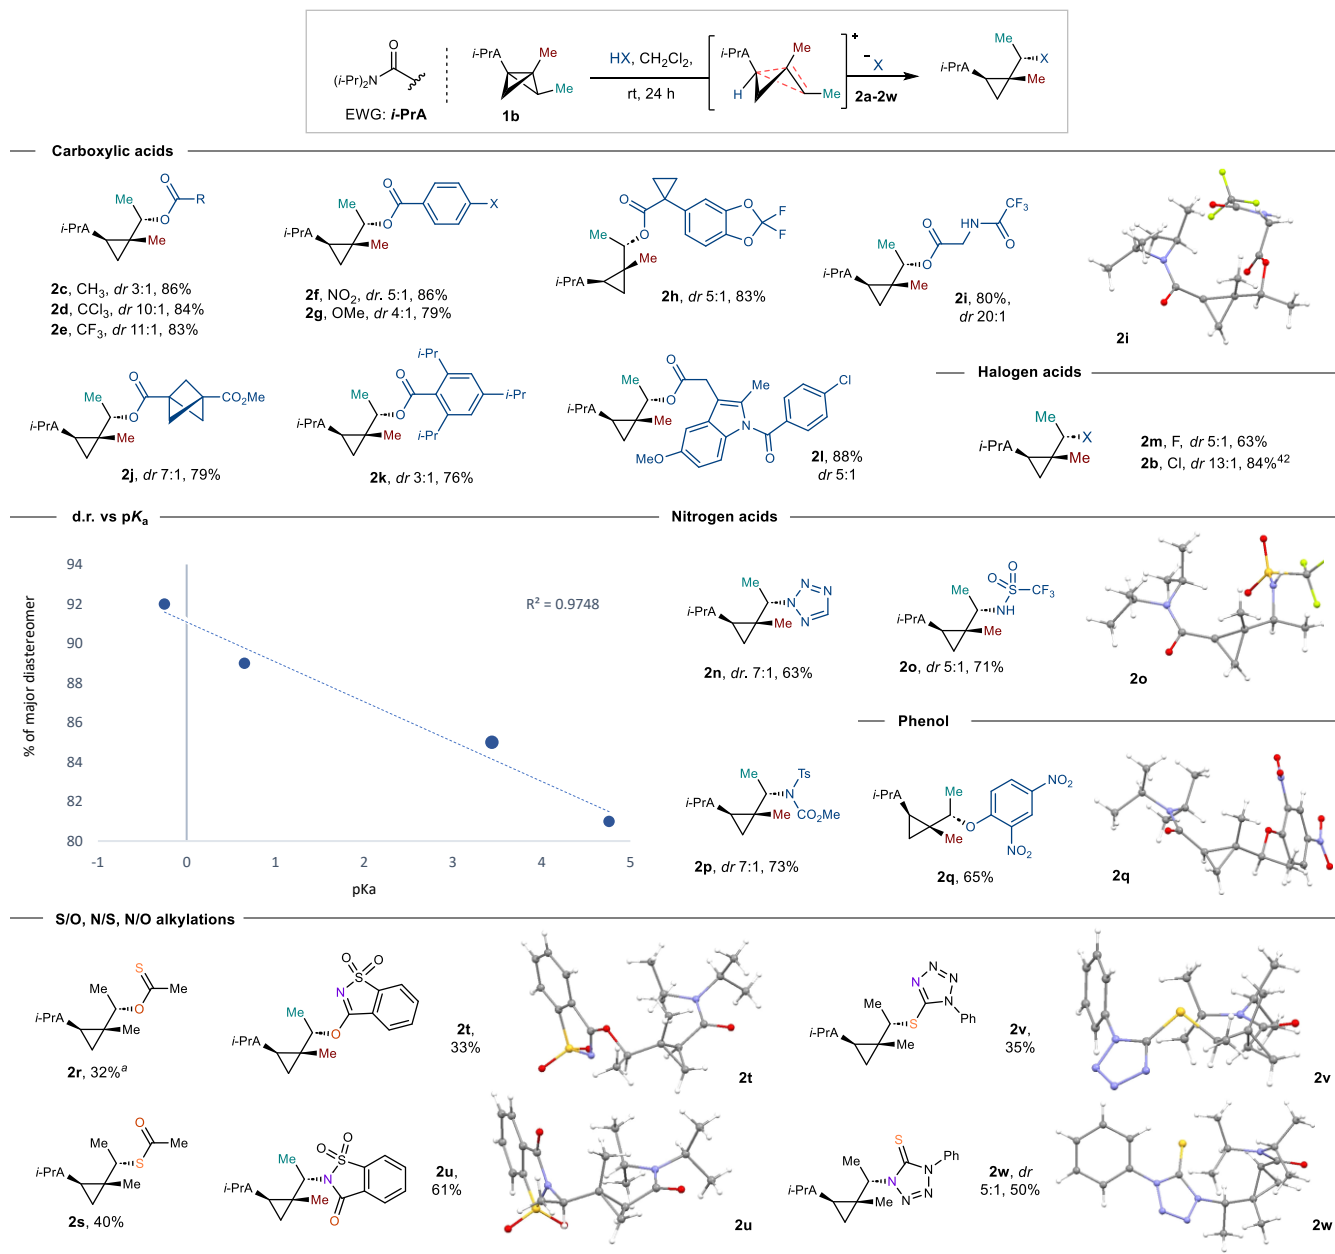 O
(i-Pr)₂N
EWG: i-PrA
i-PrA
Me
Me
1b
HX, CH₂Cl₂,
rt, 24 h
i-PrA
Me
H
Me
+
−
X
2a-2w
Me
X
i-PrA
Me
Carboxylic acids
O
Me
R
O
i-PrA
Me
2c, CH₃, dr 3:1, 86%
2d, CCl₃, dr 10:1, 84%
2e, CF₃, dr 11:1, 83%
O
Me
X
O
i-PrA
Me
2f, NO₂, dr. 5:1, 86%
2g, OMe, dr 4:1, 79%
O
O
F
F
O
Me
O
Me
i-PrA
2h, dr 5:1, 83%
CF₃
O
HN
Me
O
O
i-PrA
Me
2i, 80%,
dr 20:1
2i
O
Me
CO₂Me
O
i-PrA
Me
2j, dr 7:1, 79%
i-Pr
O
Me
i-Pr
O
i-PrA
Me
i-Pr
2k, dr 3:1, 76%
O
Me
Me
Cl
O
i-PrA
Me
N
MeO
O
2l, 88%
dr 5:1
Halogen acids
Me
X
i-PrA
Me
2m, F, dr 5:1, 63%
2b, Cl, dr 13:1, 84%⁴²
d.r. vs pKₐ
94
92
90
88
86
84
82
80
% of major diastereomer
R² = 0.9748
-1
0
1
2
3
4
5
pKa
Nitrogen acids
Me
N
N
N
N
i-PrA
Me
2n, dr. 7:1, 63%
O
O
S
CF₃
Me
NH
i-PrA
Me
2o, dr 5:1, 71%
2o
Me
Ts
N
i-PrA
Me
CO₂Me
2p, dr 7:1, 73%
Phenol
i-PrA
Me
NO₂
O
Me
NO₂
2q, 65%
2q
S/O, N/S, N/O alkylations
S
Me
Me
O
i-PrA
Me
2r, 32%ᵃ
O
O
S
N
Me
O
i-PrA
Me
2t,
33%
2t
N
N
N
N
Me
S
Ph
i-PrA
Me
2v,
35%
2v
O
Me
Me
S
i-PrA
Me
2s, 40%
O
O
S
Me
N
i-PrA
Me
O
2u,
61%
2u
S
Me
Ph
N
N
N
N
i-PrA
Me
2w, dr
5:1, 50%
2w